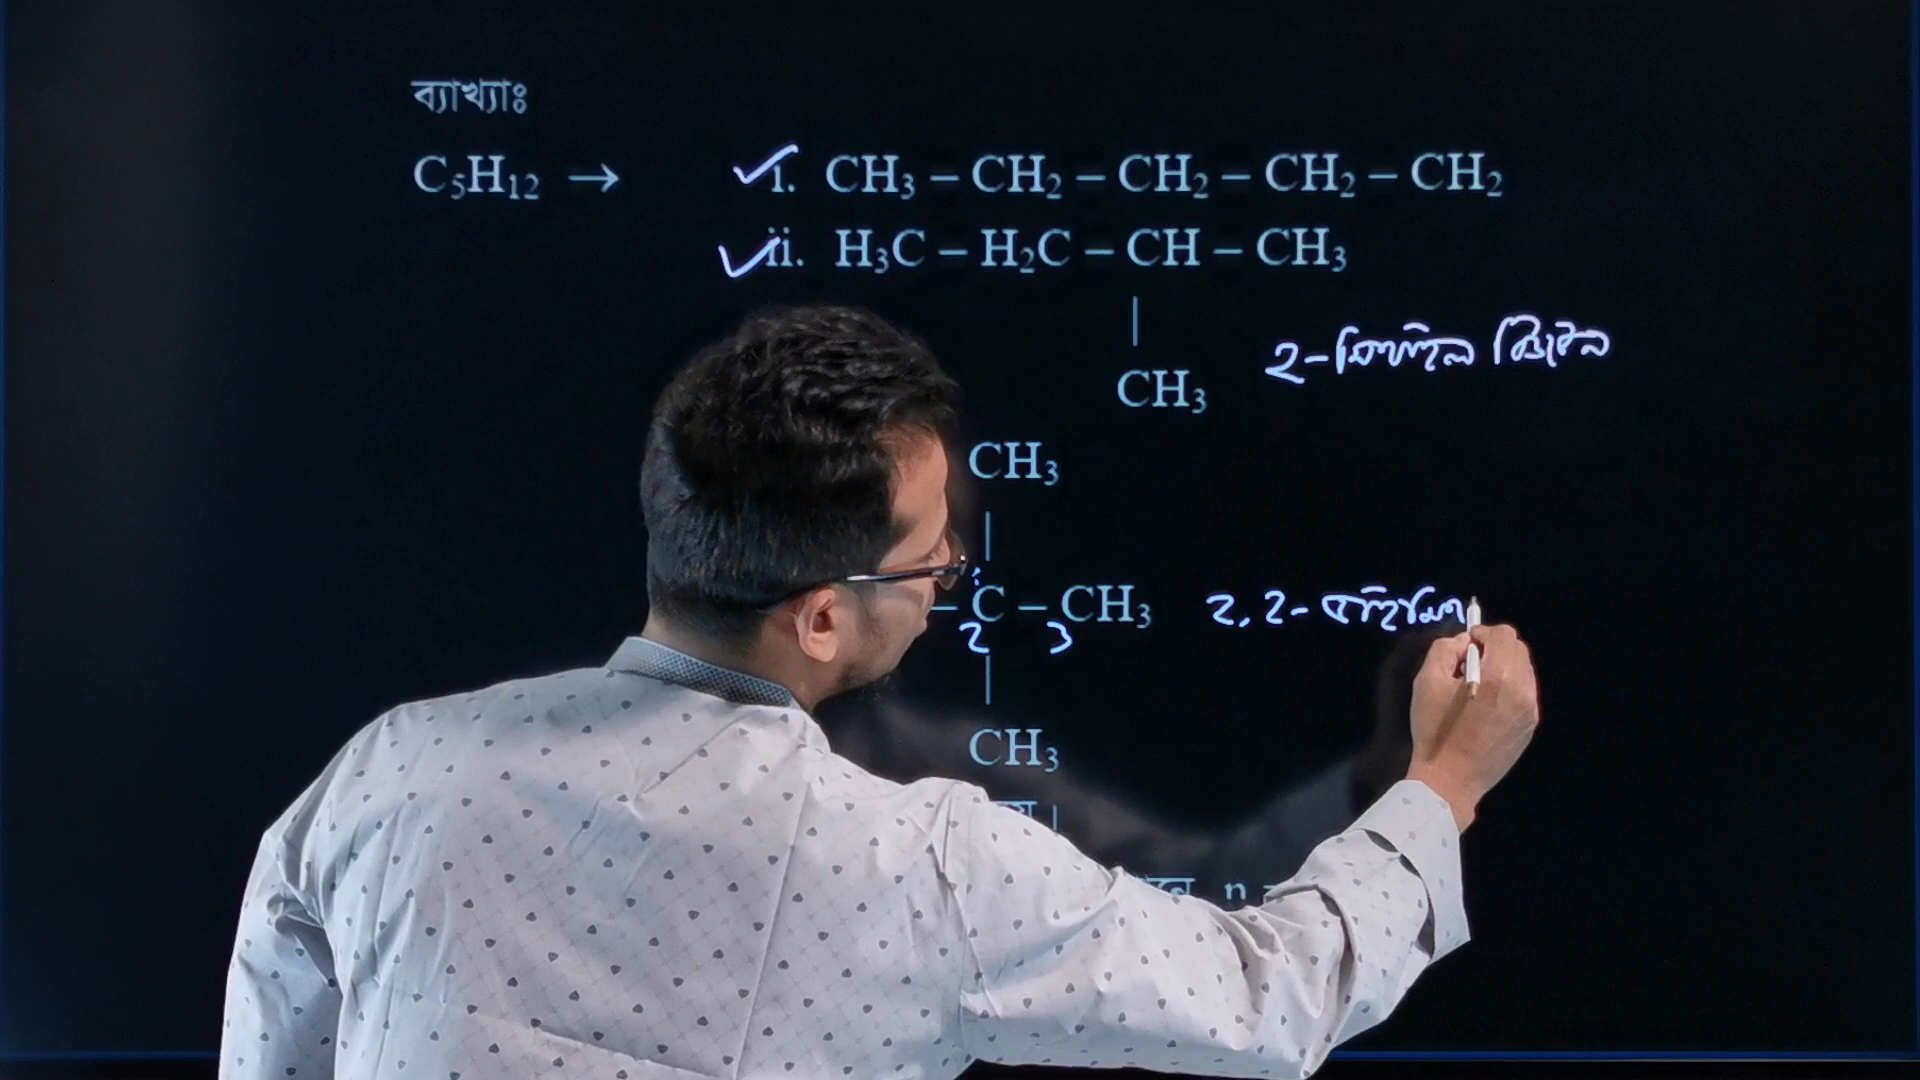 ব্যাখ্যাঃ
C₅H₁₂ → i. CH₃ – CH₂ – CH₂ – CH₂ – CH₂
ii. H₃C – H₂C – CH – CH₃
|
CH₃
2-মিথাইল বিউটেন
CH₃
|
– C – CH₃ 2, 2- ডাইমিথা
2 3
|
CH₃
য়।
n